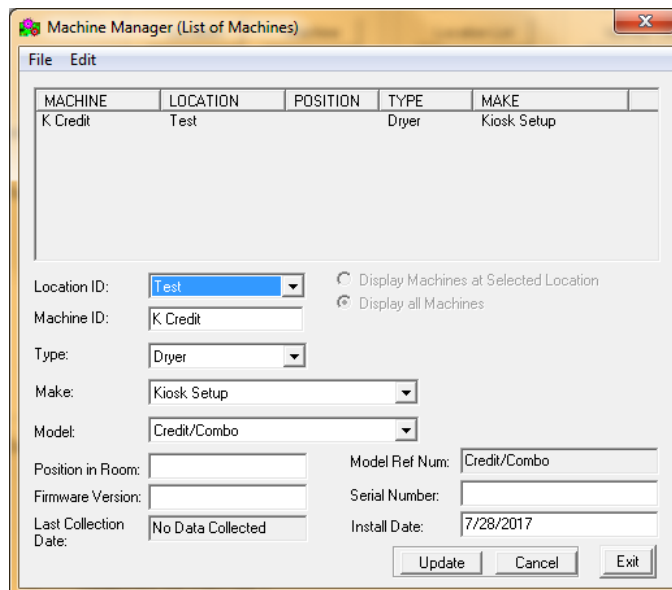 Machine Manager (List of Machines)
x
File Edit
MACHINE LOCATION POSITION TYPE MAKE
K Credit Test Dryer Kiosk Setup
Location ID: Test Display Machines at Selected Location
Display all Machines
Machine ID: K Credit
Type: Dryer
Make: Kiosk Setup
Model: Credit/Combo
Position in Room: Model Ref Num: Credit/Combo
Firmware Version: Serial Number:
Last Collection Date: No Data Collected Install Date: 7/28/2017
Update Cancel Exit